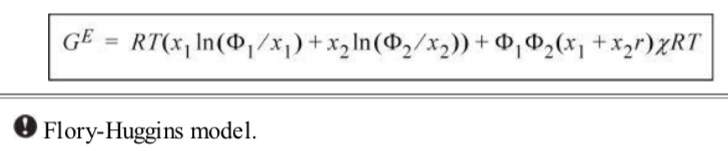 G^E = RT(x_1 ln(Φ_1/x_1) + x_2 ln(Φ_2/x_2)) + Φ_1Φ_2(x_1 + x_2r)χRT
Flory-Huggins model.